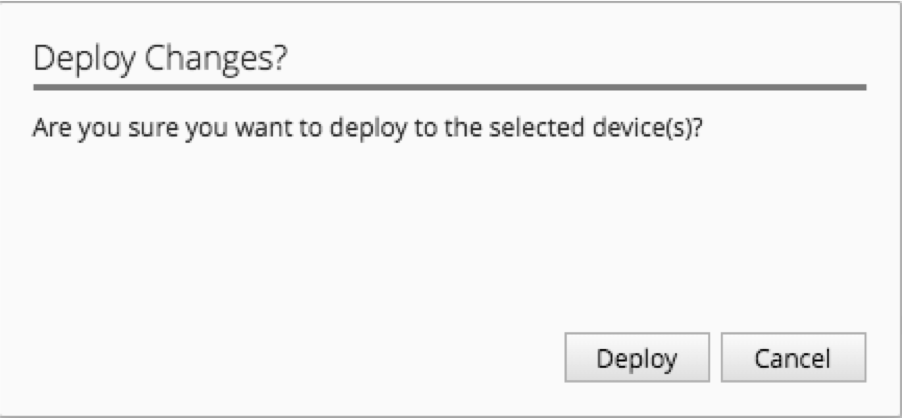 Deploy Changes?
Are you sure you want to deploy to the selected device(s)?
Deploy Cancel